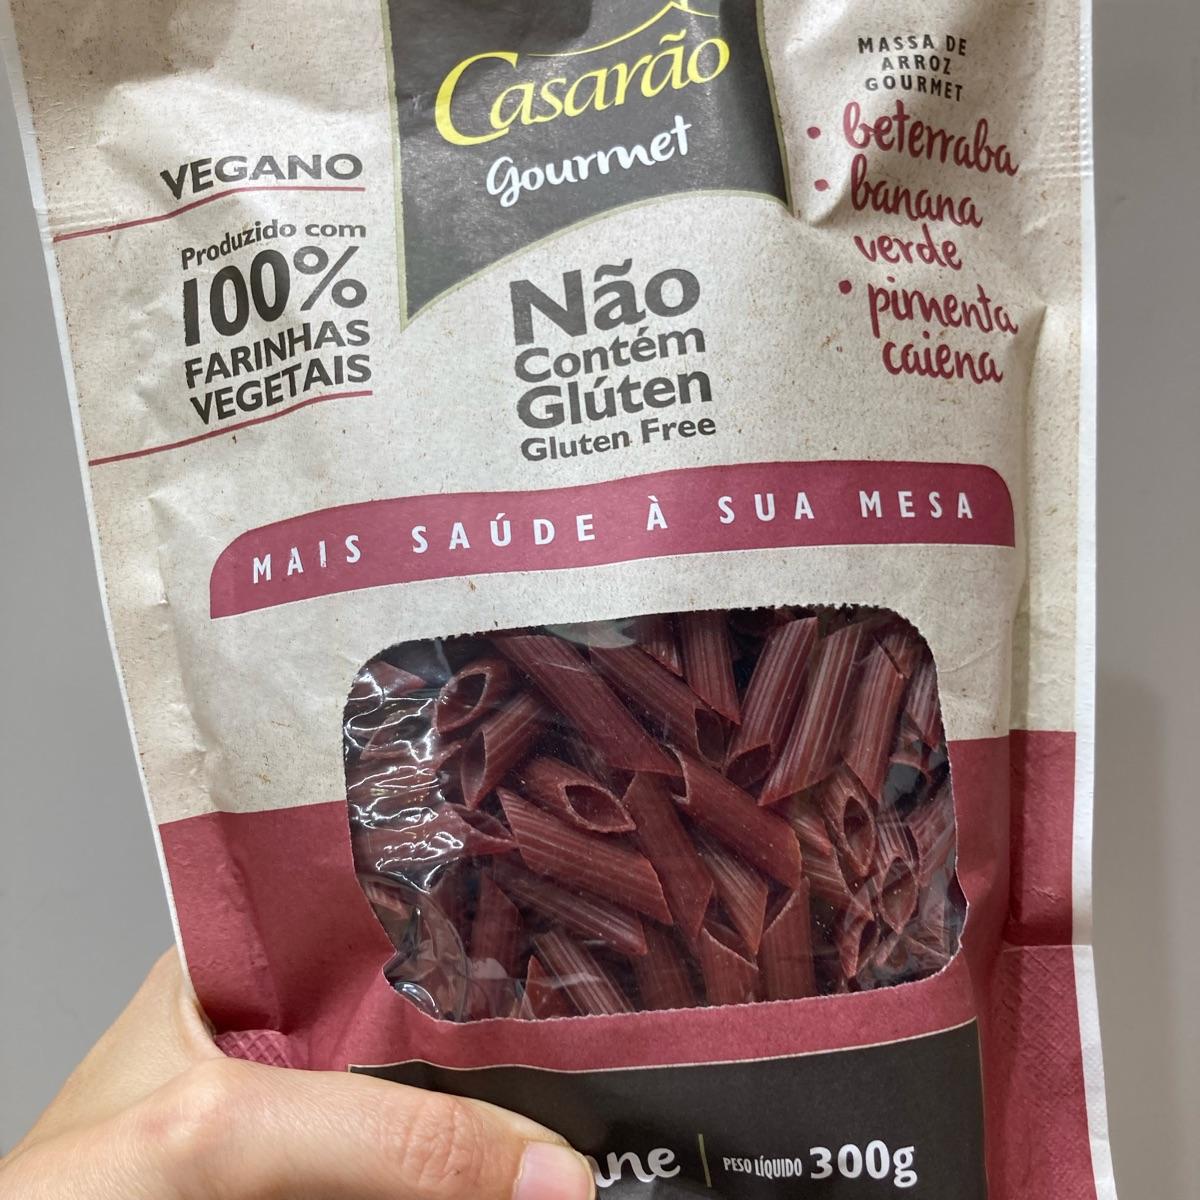 Casarão
gourmet
MASSA DE
ARROZ
GOURMET
• beterraba
• banana
verde
• pimenta
caiena
VEGANO
Produzido com
100%
FARINHAS
VEGETAIS
Não
Contém
Glúten
Gluten Free
MAIS SAÚDE À SUA MESA
PESO LÍQUIDO 300g